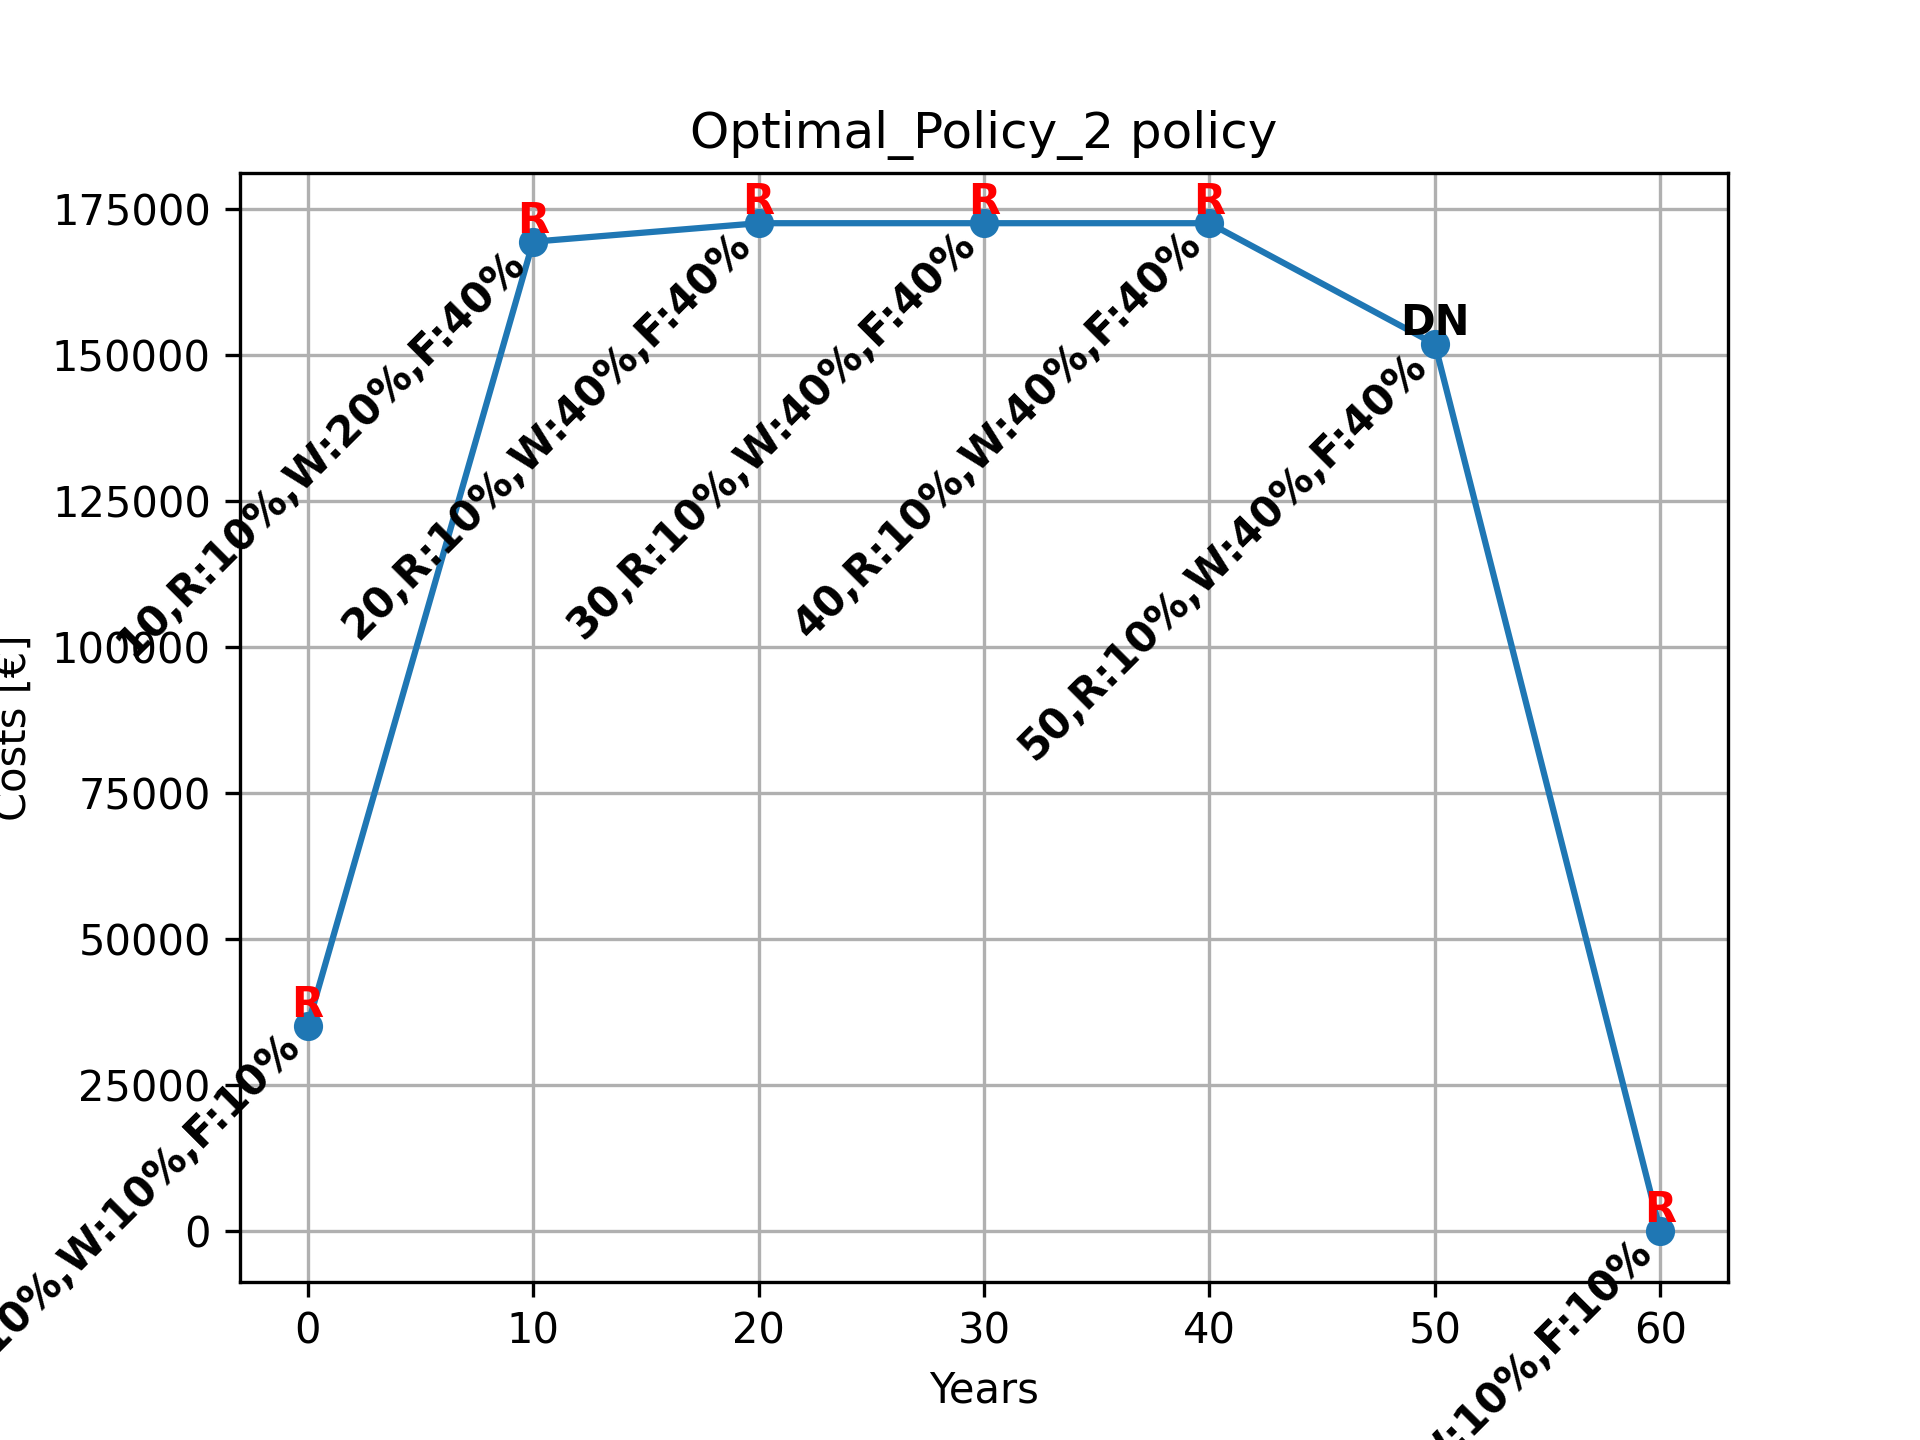 Optimal_Policy_2 policy
Costs [€]
175000
150000
125000
100000
75000
50000
25000
0
R
R
R
R
R
DN
R
10%,W:10%,F:10%
10,R:10%,W:20%,F:40%
20,R:10%,W:40%,F:40%
30,R:10%,W:40%,F:40%
40,R:10%,W:40%,F:40%
50,R:10%,W:40%,F:40%
:10%,F:10%
0
10
20
30
40
50
60
Years